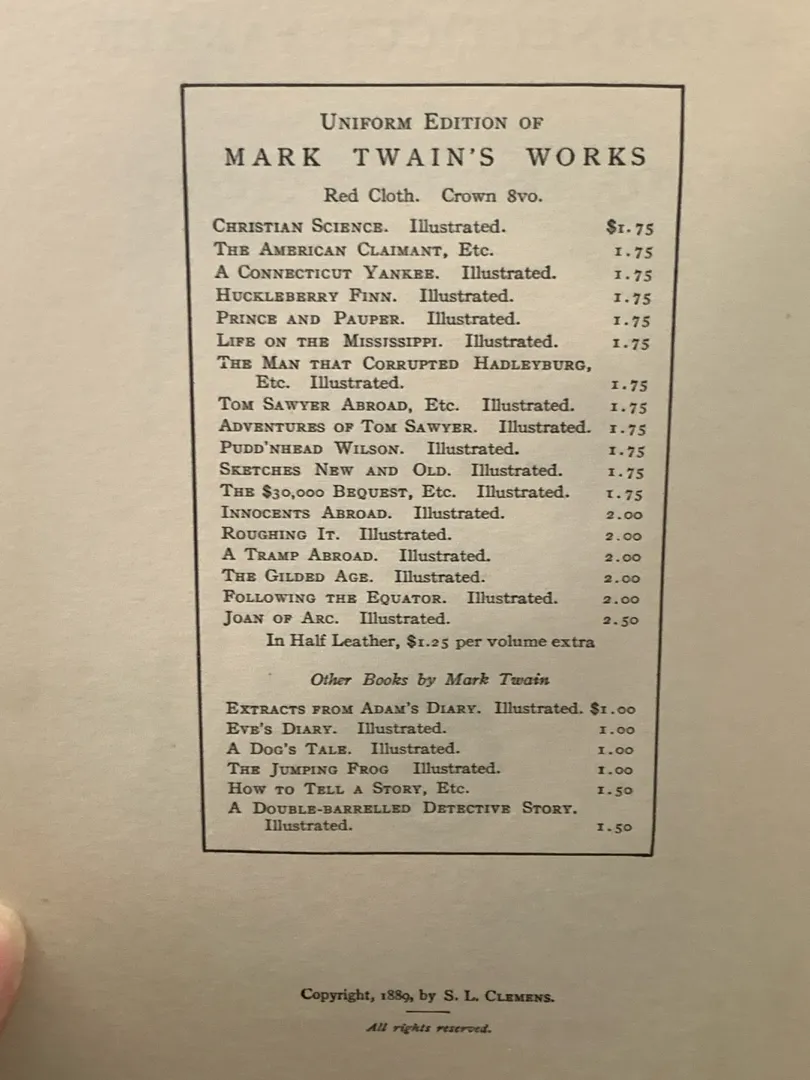 UNIFORM EDITION OF
MARK TWAIN'S WORKS
Red Cloth. Crown 8vo.
CHRISTIAN SCIENCE. Illustrated. $1.75
THE AMERICAN CLAIMANT, Etc. 1.75
A CONNECTICUT YANKEE. Illustrated. 1.75
HUCKLEBERRY FINN. Illustrated. 1.75
PRINCE AND PAUPER. Illustrated. 1.75
LIFE ON THE MISSISSIPPI. Illustrated. 1.75
THE MAN THAT CORRUPTED HADLEYBURG,
Etc. Illustrated. 1.75
TOM SAWYER ABROAD, Etc. Illustrated. 1.75
ADVENTURES OF TOM SAWYER. Illustrated. 1.75
PUDD'NHEAD WILSON. Illustrated. 1.75
SKETCHES NEW AND OLD. Illustrated. 1.75
THE $30,000 BEQUEST, Etc. Illustrated. 1.75
INNOCENTS ABROAD. Illustrated. 2.00
ROUGHING IT. Illustrated. 2.00
A TRAMP ABROAD. Illustrated. 2.00
THE GILDED AGE. Illustrated. 2.00
FOLLOWING THE EQUATOR. Illustrated. 2.00
JOAN OF ARC. Illustrated. 2.50
In Half Leather, $1.25 per volume extra
Other Books by Mark Twain
EXTRACTS FROM ADAM'S DIARY. Illustrated. $1.00
EVE'S DIARY. Illustrated. 1.00
A DOG'S TALE. Illustrated. 1.00
THE JUMPING FROG Illustrated. 1.00
HOW TO TELL A STORY, Etc. 1.50
A DOUBLE-BARRELLED DETECTIVE STORY.
Illustrated. 1.50
Copyright, 1889, by S. L. CLEMENS.
All rights reserved.